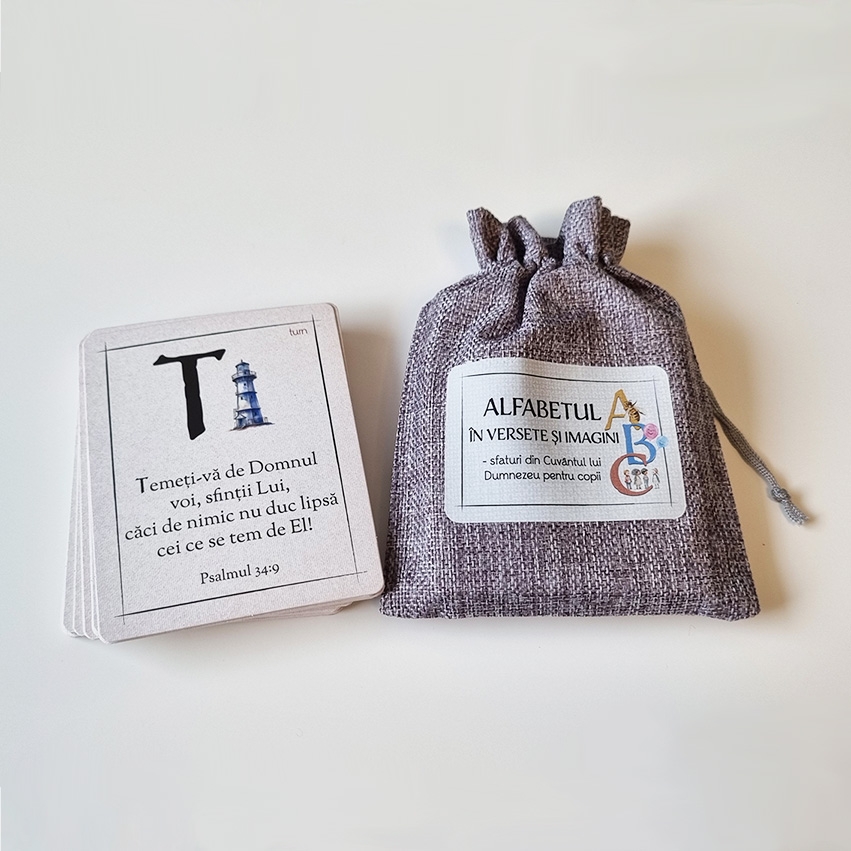 turn
T
Temeți-vă de Domnul
voi, sfinții Lui,
căci de nimic nu duc lipsă
cei ce se tem de El!
Psalmul 34:9
ALFABETUL
ÎN VERSETE ȘI IMAGINI
- sfaturi din Cuvântul lui
Dumnezeu pentru copii
A
B
C